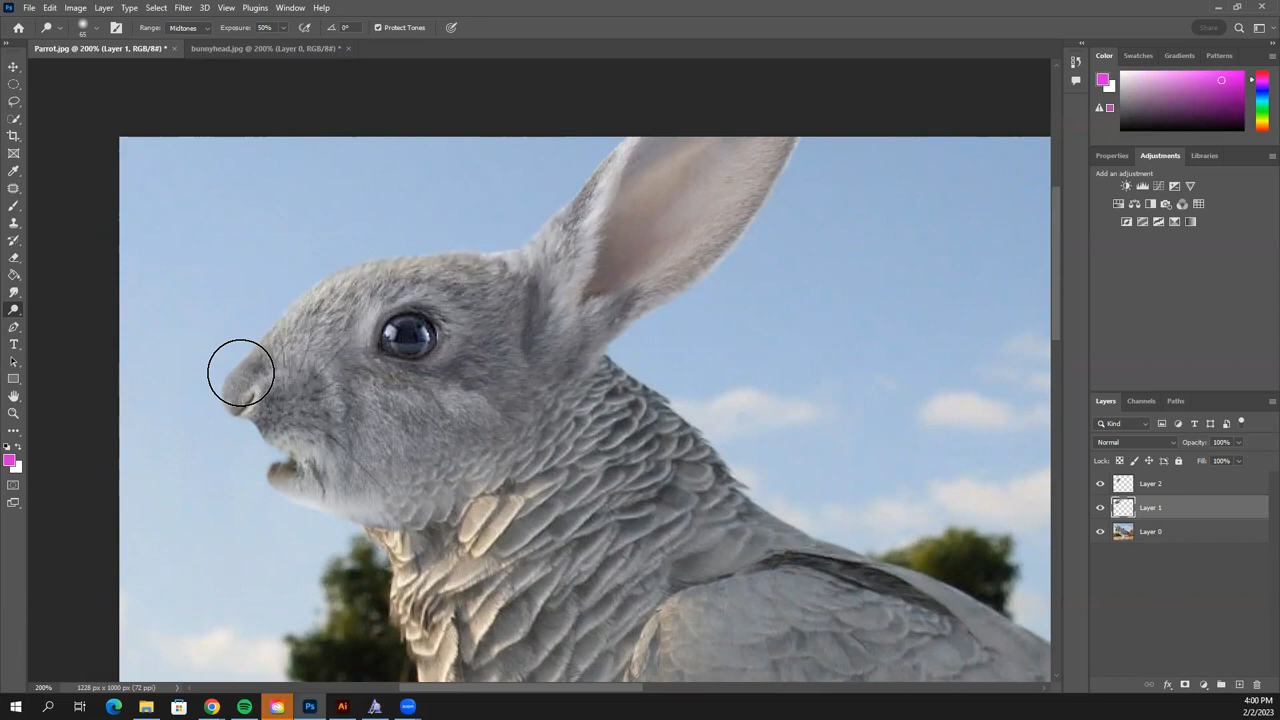 File Edit Image Layer Type Select Filter 3D View Plugins Window Help
65 Range: Midtones Exposure: 50% 0° Protect Tones Share
Parrot.jpg @ 200% (Layer 1, RGB/8#) * × bunnyhead.jpg @ 200% (Layer 0, RGB/8#) * ×
Color Swatches Gradients Patterns
Properties Adjustments Libraries
Add an adjustment
Layers Channels Paths
Kind
Normal Opacity: 100%
Lock: Fill: 100%
Layer 2
Layer 1
Layer 0
200% 1228 px x 1000 px (72 ppi)
4:00 PM
2/2/2023